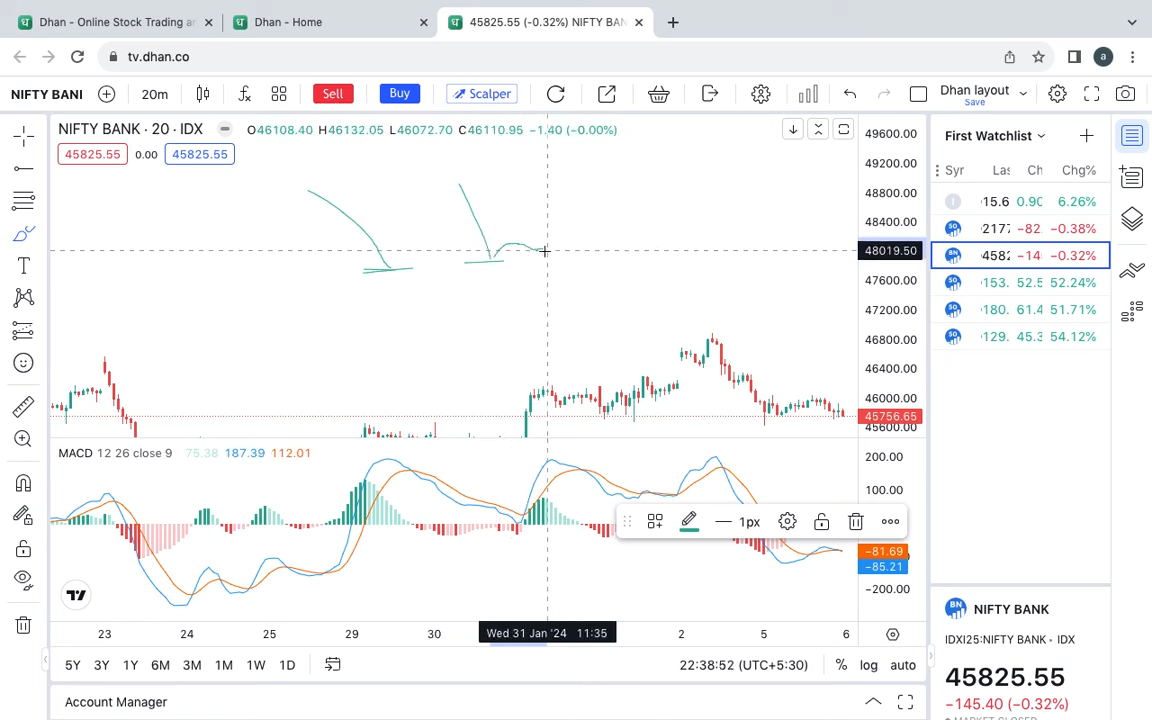 Dhan - Online Stock Trading a
Dhan - Home
45825.55 (-0.32%) NIFTY BAN
tv.dhan.co
a
NIFTY BANI
20m
Sell
Buy
Scalper
Dhan layout
Save
NIFTY BANK · 20 · IDX
O46108.40 H46132.05 L46072.70 C46110.95 −1.40 (−0.00%)
45825.55
0.00
45825.55
49600.00
49200.00
48800.00
48400.00
48019.50
47600.00
47200.00
46800.00
46400.00
46000.00
45756.65
45600.00
First Watchlist
Syr
Las
Ch
Chg%
15.6
0.90
6.26%
2177
−82.
−0.38%
4582
−14
−0.32%
153.
52.5
52.24%
180.
61.4
51.71%
129.
45.3
54.12%
MACD 12 26 close 9 75.38 187.39 112.01
200.00
100.00
1px
−81.69
−85.21
−200.00
23
24
25
29
30
Wed 31 Jan '24 11:35
2
5
6
5Y
3Y
1Y
6M
3M
1M
1W
1D
22:38:52 (UTC+5:30)
%
log
auto
Account Manager
BN
NIFTY BANK
IDXI25:NIFTY BANK • IDX
45825.55
−145.40 (−0.32%)
MARKET CLOSED